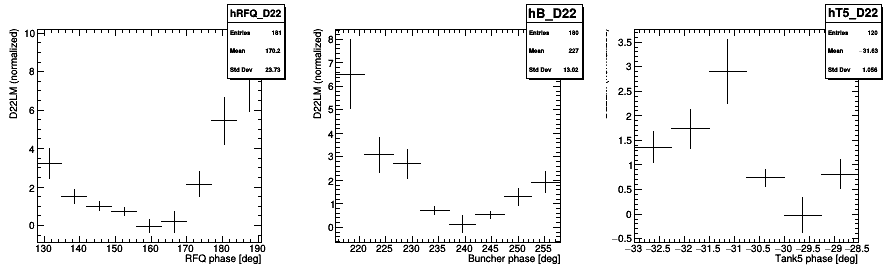 hRFQ_D22
Entries 181
Mean 170.2
Std Dev 23.73
D22LM (normalized)
10
8
6
4
2
0
130 140 150 160 170 180 190
RFQ phase [deg]
hB_D22
Entries 180
Mean 227
Std Dev 13.02
D22LM (normalized)
8
7
6
5
4
3
2
1
0
220 225 230 235 240 245 250 255
Buncher phase [deg]
hT5_D22
Entries 120
Mean -31.63
Std Dev 1.056
3.5
3
2.5
2
1.5
1
0.5
0
−0.5
−33 −32.5 −32 −31.5 −31 −30.5 −30 −29.5 −29 −28.5
Tank5 phase [deg]